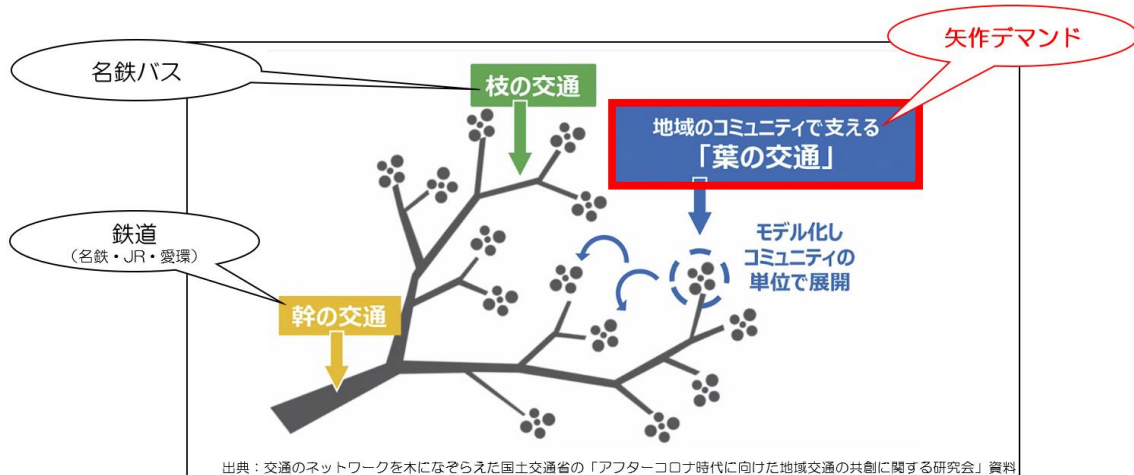 矢作デマンド
名鉄バス
枝の交通
地域のコミュニティで支える
「葉の交通」
鉄道
（名鉄・JR・愛環）
モデル化し
コミュニティの
単位で展開
幹の交通
出典：交通のネットワークを木になぞらえた国土交通省の「アフターコロナ時代に向けた地域交通の共創に関する研究会」資料